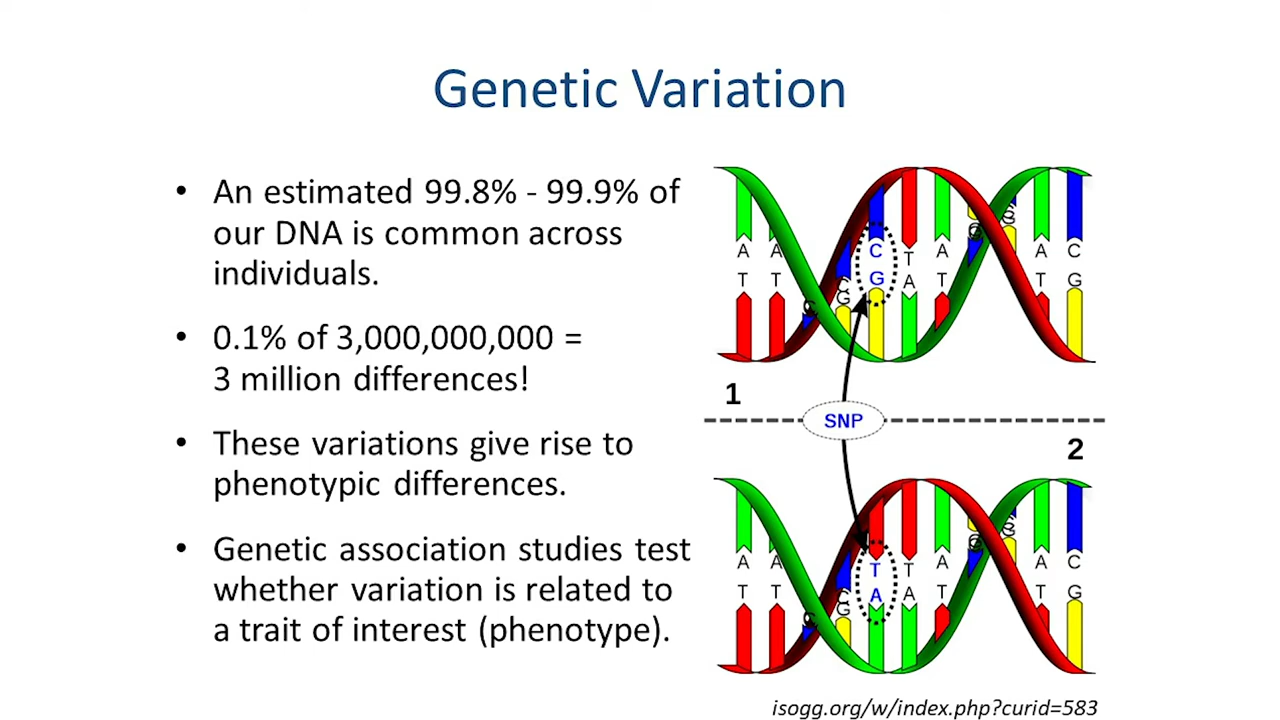 Genetic Variation
• An estimated 99.8% - 99.9% of
our DNA is common across
individuals.
• 0.1% of 3,000,000,000 =
3 million differences!
• These variations give rise to
phenotypic differences.
• Genetic association studies test
whether variation is related to
a trait of interest (phenotype).
A A C T A A C
T T G A T T G
C
G
1
SNP
2
A A T T A A C
T T A A T T G
C
G
isogg.org/w/index.php?curid=583